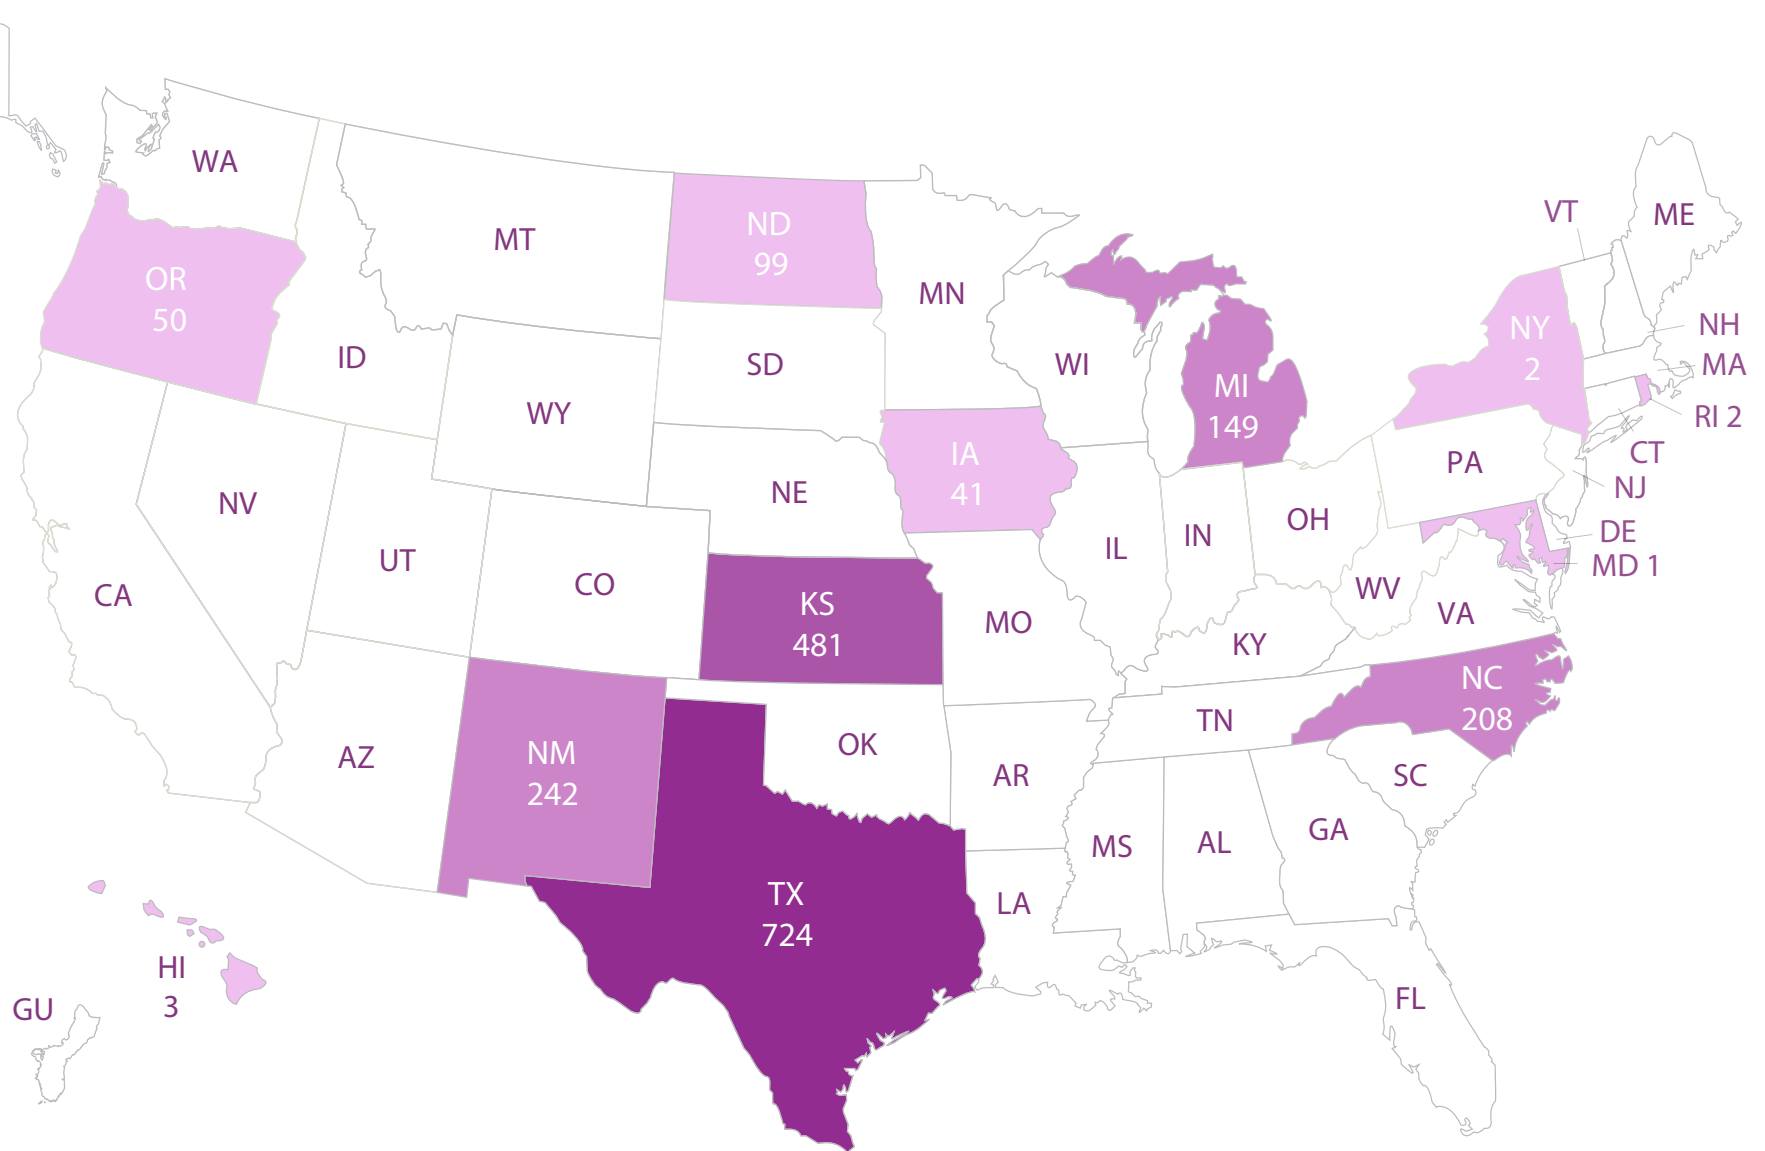 WA
MT
ND
99
OR
50
ID
WY
SD
MN
WI
MI
149
VT
ME
NY
2
NH
MA
RI 2
CT
NJ
PA
DE
MD 1
NV
UT
CO
NE
IA
41
IL
IN
OH
WV
VA
CA
KS
481
MO
KY
NC
208
TN
AZ
NM
242
OK
AR
SC
TX
724
LA
MS
AL
GA
FL
HI
3
GU